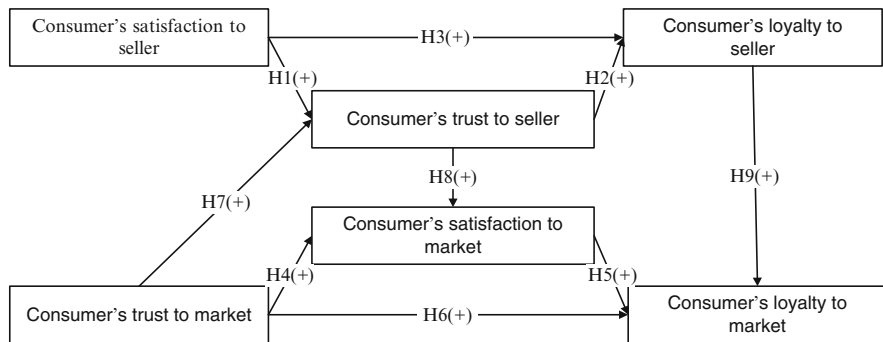 Consumer's satisfaction to
seller
H3(+)
Consumer's loyalty to
seller
H1(+)
H2(+)
Consumer's trust to seller
H7(+)
H8(+)
H9(+)
Consumer's satisfaction to
market
H4(+)
H5(+)
Consumer's trust to market
H6(+)
Consumer's loyalty to
market